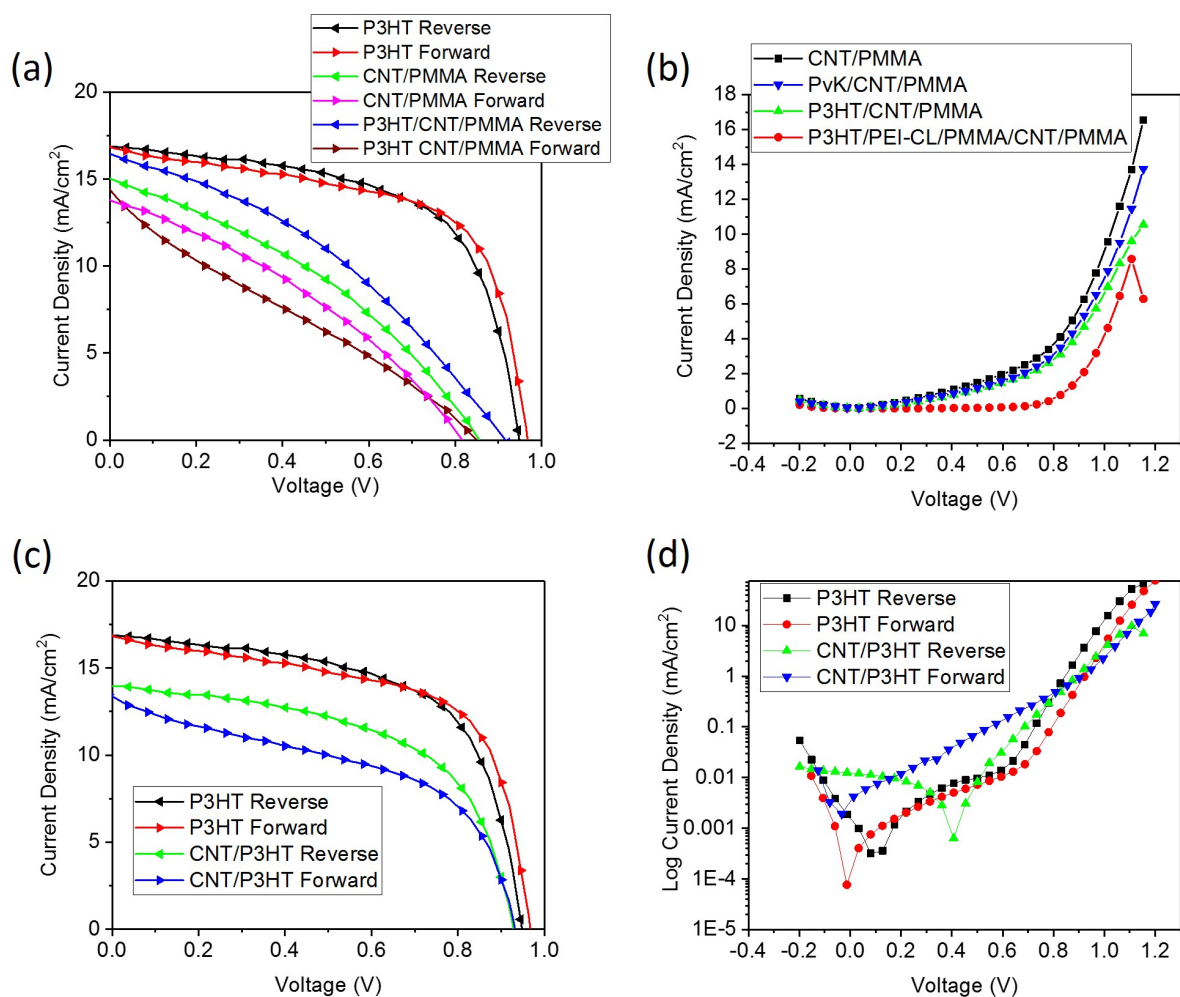 (a)
P3HT Reverse
P3HT Forward
CNT/PMMA Reverse
CNT/PMMA Forward
P3HT/CNT/PMMA Reverse
P3HT CNT/PMMA Forward
20
15
10
5
0
Current Density (mA/cm²)
0.0 0.2 0.4 0.6 0.8 1.0
Voltage (V)
(b)
CNT/PMMA
PvK/CNT/PMMA
P3HT/CNT/PMMA
P3HT/PEI-CL/PMMA/CNT/PMMA
18
16
14
12
10
8
6
4
2
0
-2
Current Density (mA/cm²)
-0.4 -0.2 0.0 0.2 0.4 0.6 0.8 1.0 1.2
Voltage (V)
(c)
20
15
10
5
0
Current Density (mA/cm²)
P3HT Reverse
P3HT Forward
CNT/P3HT Reverse
CNT/P3HT Forward
0.0 0.2 0.4 0.6 0.8 1.0
Voltage (V)
(d)
P3HT Reverse
P3HT Forward
CNT/P3HT Reverse
CNT/P3HT Forward
10
1
0.1
0.01
0.001
1E-4
1E-5
Log Current Density (mA/cm²)
-0.4 -0.2 0.0 0.2 0.4 0.6 0.8 1.0 1.2
Voltage (V)